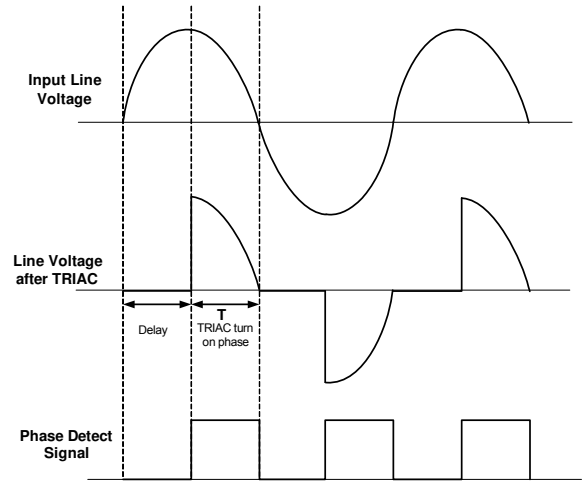 Input Line
Voltage
Line Voltage
after TRIAC
Delay
T
TRIAC turn
on phase
Phase Detect
Signal